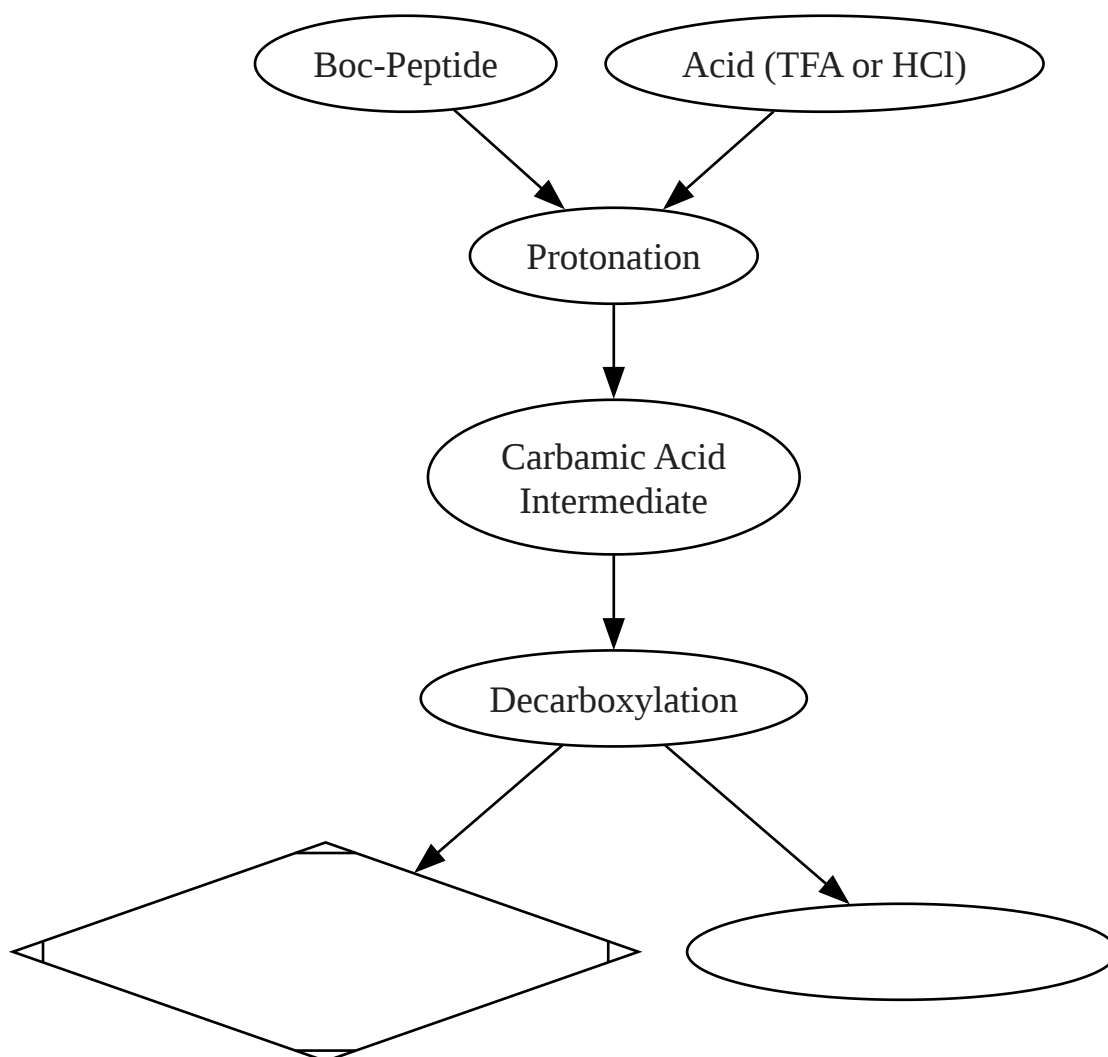 Boc-Peptide
Acid (TFA or HCl)
Protonation
Carbamic Acid
Intermediate
Decarboxylation